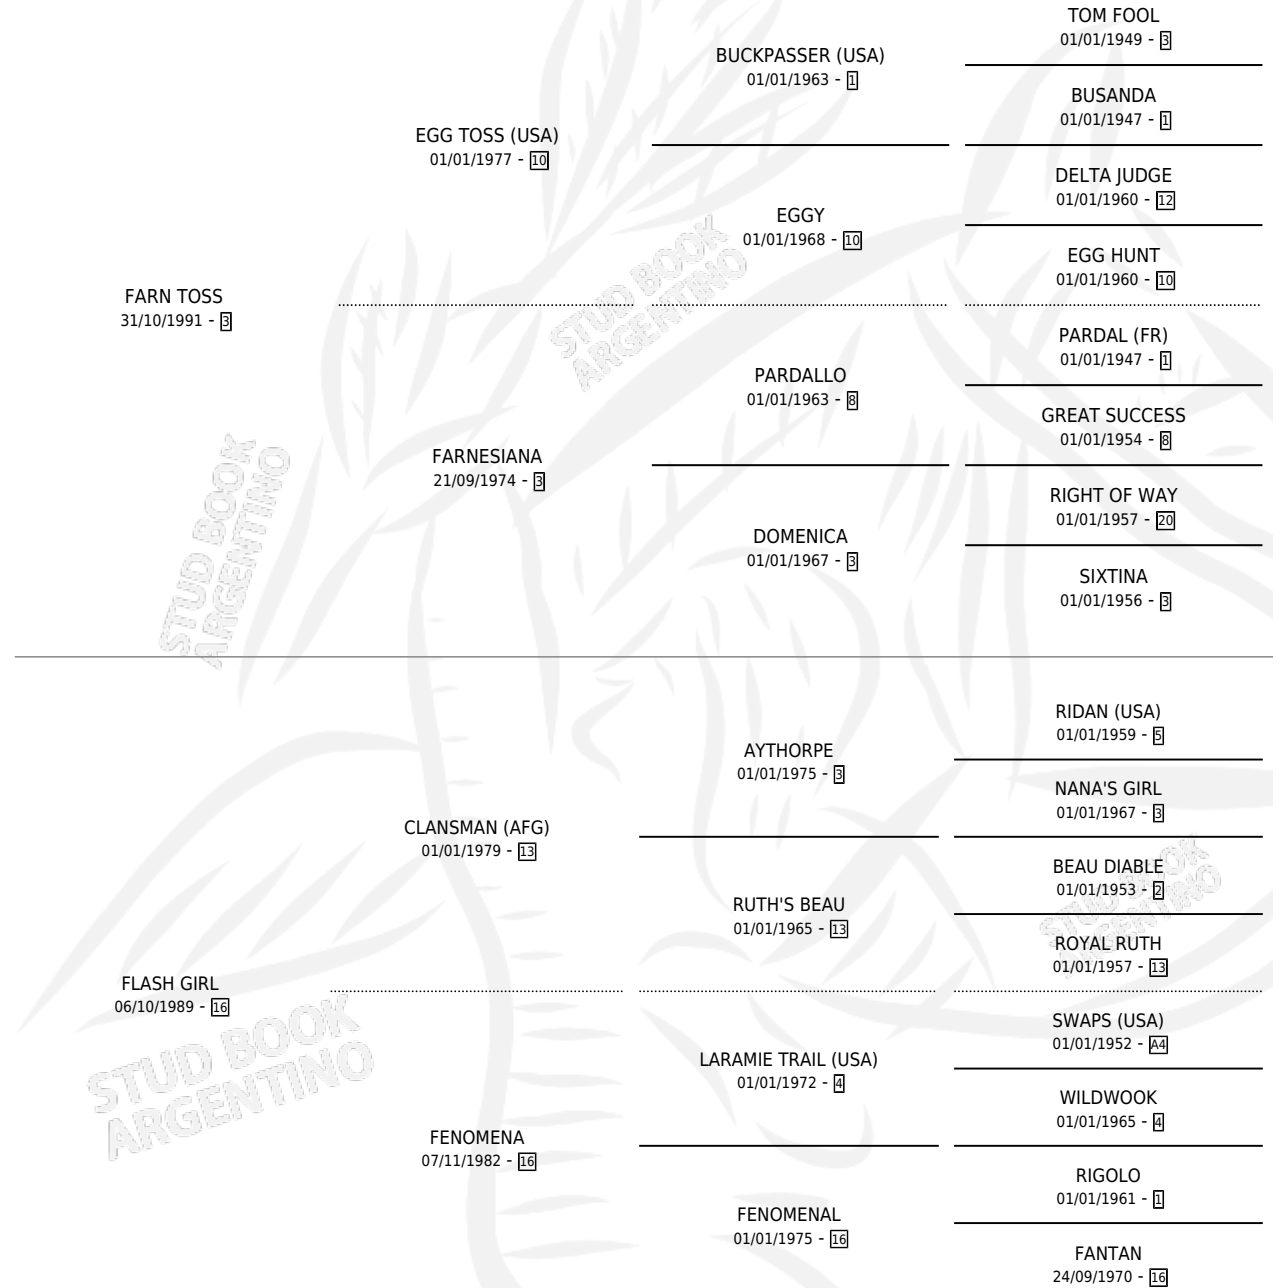 TOM FOOL
01/01/1949 - 3
BUCKPASSER (USA)
01/01/1963 - 1
BUSANDA
01/01/1947 - 1
EGG TOSS (USA)
01/01/1977 - 10
DELTA JUDGE
01/01/1960 - 12
EGGY
01/01/1968 - 10
EGG HUNT
01/01/1960 - 10
FARN TOSS
31/10/1991 - 3
STUD BOOK
ARGENTINO
PARDAL (FR)
01/01/1947 - 1
PARDALLO
01/01/1963 - 8
GREAT SUCCESS
01/01/1954 - 8
FARNESIANA
21/09/1974 - 3
STUD BOOK
ARGENTINO
RIGHT OF WAY
01/01/1957 - 20
DOMENICA
01/01/1967 - 3
SIXTINA
01/01/1956 - 3
RIDAN (USA)
01/01/1959 - 5
AYTHORPE
01/01/1975 - 3
NANA'S GIRL
01/01/1967 - 3
CLANSMAN (AFG)
01/01/1979 - 13
BEAU DIABLE
01/01/1953 - 2
RUTH'S BEAU
01/01/1965 - 13
STUD BOOK
ARGENTINO
ROYAL RUTH
01/01/1957 - 13
FLASH GIRL
06/10/1989 - 16
SWAPS (USA)
01/01/1952 - A4
LARAMIE TRAIL (USA)
01/01/1972 - 4
STUD BOOK
ARGENTINO
WILDWOOK
01/01/1965 - 4
FENOMENA
07/11/1982 - 16
RIGOLO
01/01/1961 - 1
FENOMENAL
01/01/1975 - 16
FANTAN
24/09/1970 - 16